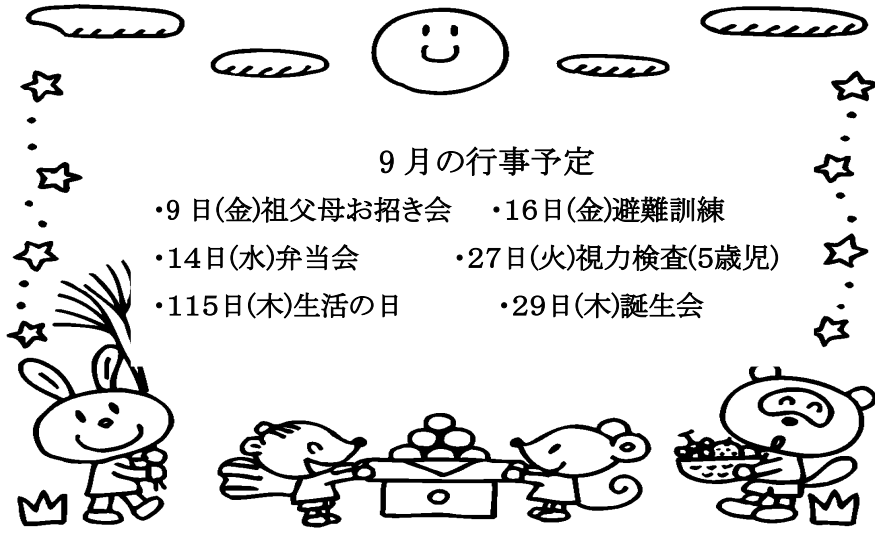 9月の行事予定
・9日(金)祖父母お招き会　・16日(金)避難訓練
・14日(水)弁当会　・27日(火)視力検査(5歳児)
・115日(木)生活の日　・29日(木)誕生会